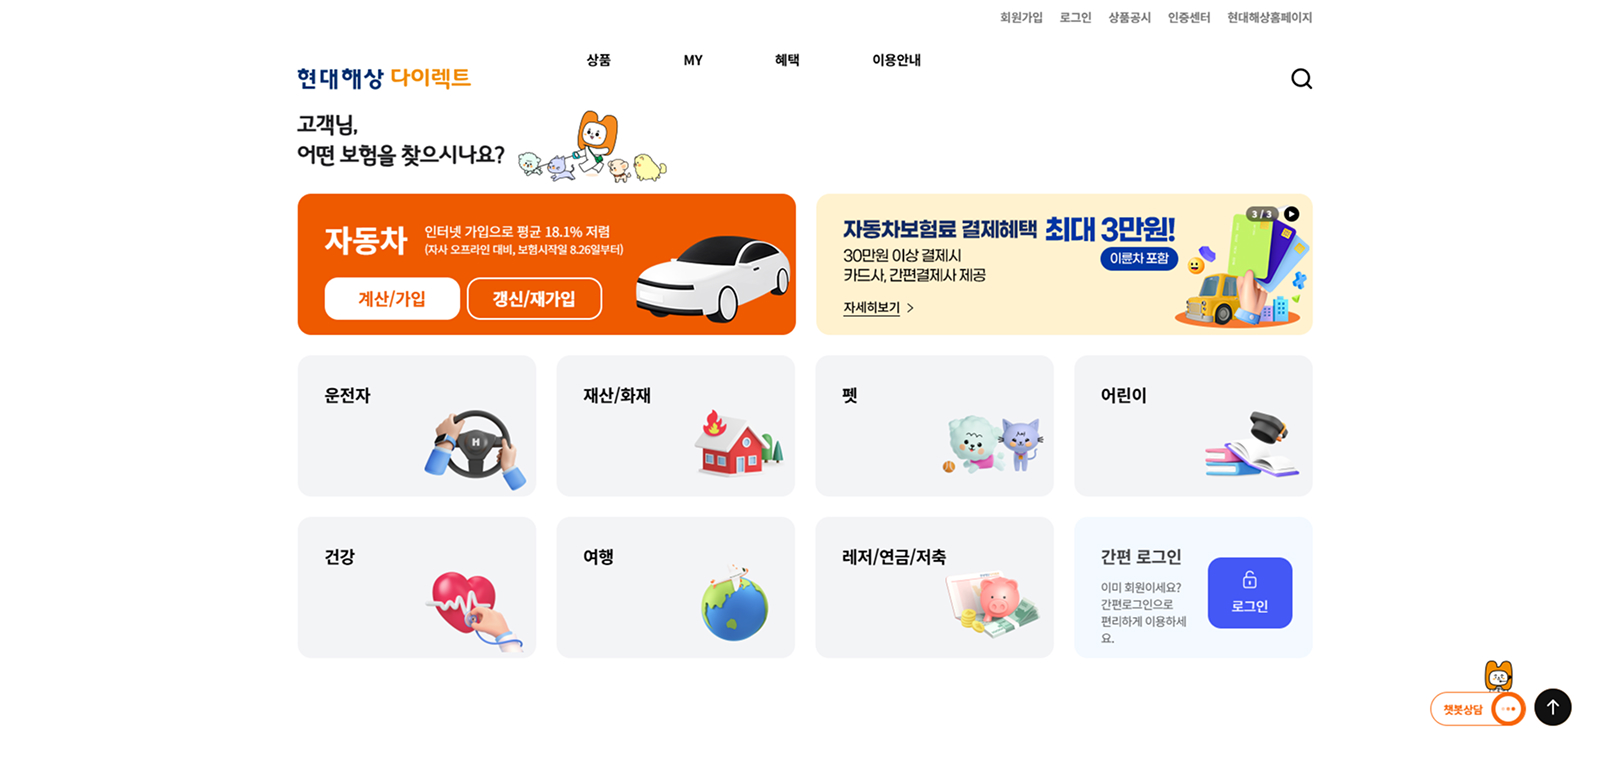 회원가입 로그인 상품공시 인증센터 현대해상홈페이지
상품 MY 혜택 이용안내
현대해상 다이렉트
고객님,
어떤 보험을 찾으시나요?
자동차
인터넷 가입으로 평균 18.1% 저렴
(자사 오프라인 대비, 보험시작일 8.26일부터)
계산/가입 갱신/재가입
3 / 3
자동차보험료 결제혜택 최대 3만원!
이륜차 포함
30만원 이상 결제시
카드사, 간편결제사 제공
자세히보기
운전자
H
재산/화재
펫
어린이
건강
여행
레저/연금/저축
간편 로그인
이미 회원이세요?
간편로그인으로
편리하게 이용하세
요.
로그인
챗봇상담